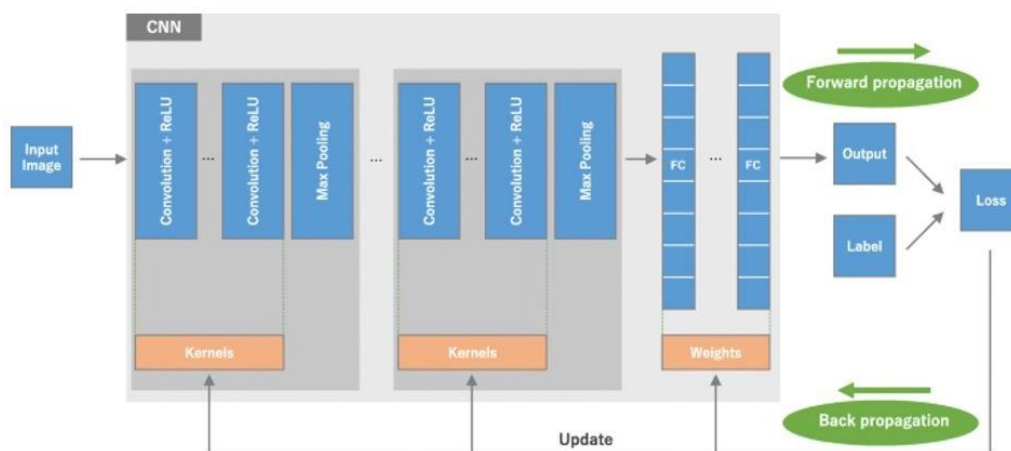 CNN
Forward propagation
Input
Image
Convolution + ReLU
...
Convolution + ReLU
Max Pooling
...
Convolution + ReLU
...
Convolution + ReLU
Max Pooling
FC
...
FC
Output
Label
Loss
Kernels
Kernels
Weights
Back propagation
Update